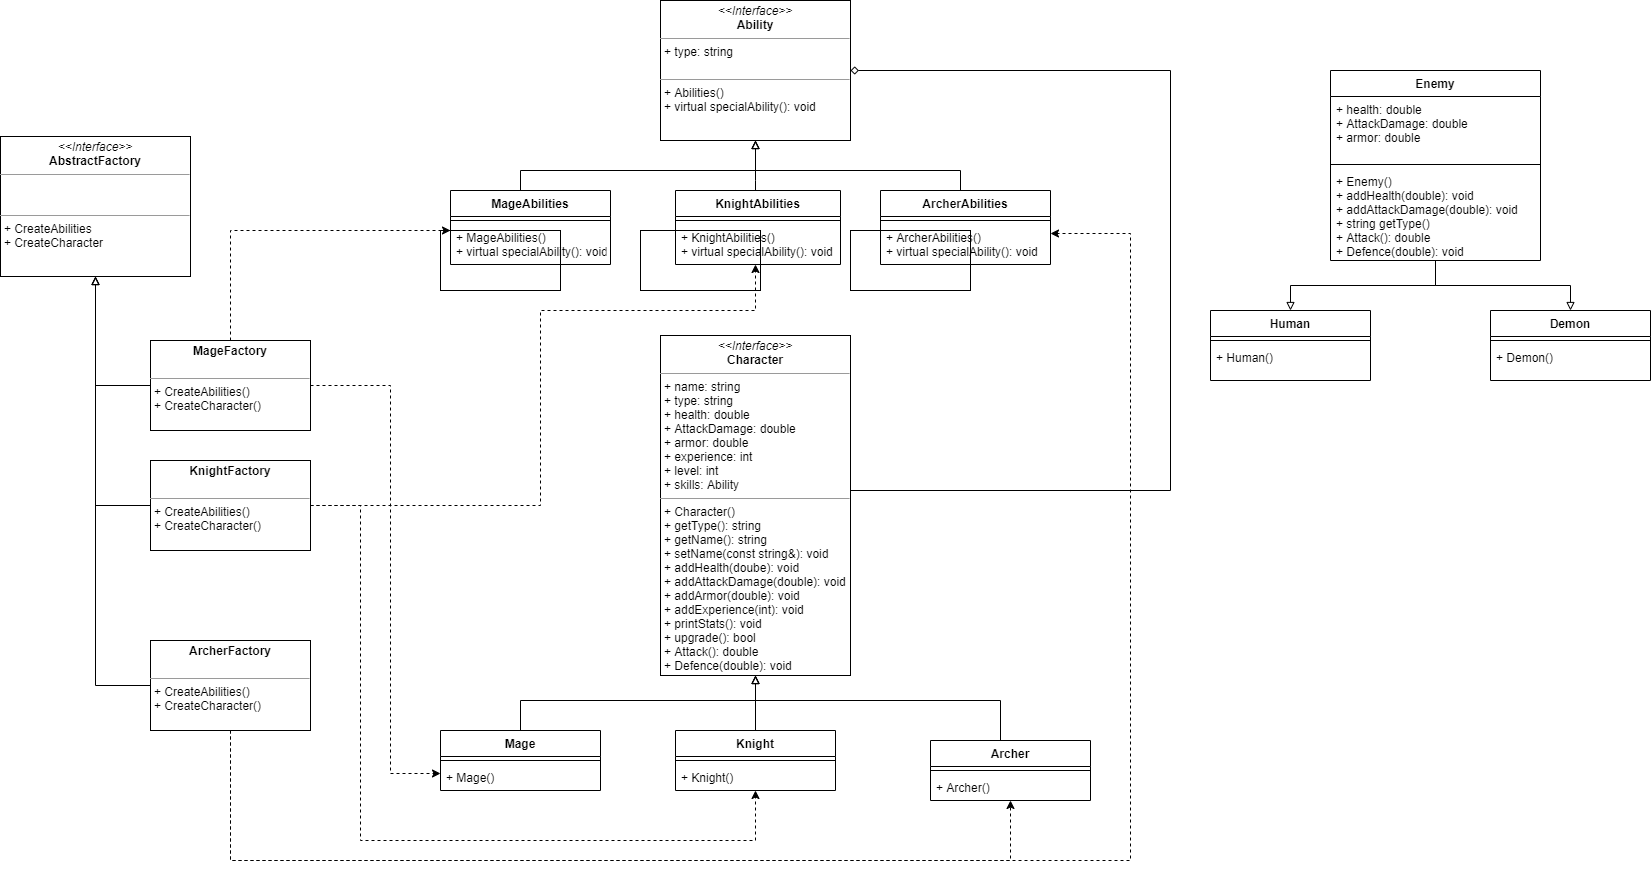 <<Interface>>
Ability
+ type: string
+ Abilities()
+ virtual specialAbility(): void
<<Interface>>
AbstractFactory
+ CreateAbilities
+ CreateCharacter
MageAbilities
+ MageAbilities()
+ virtual specialAbility(): void
KnightAbilities
+ KnightAbilities()
+ virtual specialAbility(): void
ArcherAbilities
+ ArcherAbilities()
+ virtual specialAbility(): void
Enemy
+ health: double
+ AttackDamage: double
+ armor: double
+ Enemy()
+ addHealth(double): void
+ addAttackDamage(double): void
+ string getType()
+ Attack(): double
+ Defence(double): void
Human
+ Human()
Demon
+ Demon()
MageFactory
+ CreateAbilities()
+ CreateCharacter()
KnightFactory
+ CreateAbilities()
+ CreateCharacter()
ArcherFactory
+ CreateAbilities()
+ CreateCharacter()
<<Interface>>
Character
+ name: string
+ type: string
+ health: double
+ AttackDamage: double
+ armor: double
+ experience: int
+ level: int
+ skills: Ability
+ Character()
+ getType(): string
+ getName(): string
+ setName(const string&): void
+ addHealth(doube): void
+ addAttackDamage(double): void
+ addArmor(double): void
+ addExperience(int): void
+ printStats(): void
+ upgrade(): bool
+ Attack(): double
+ Defence(double): void
Mage
+ Mage()
Knight
+ Knight()
Archer
+ Archer()